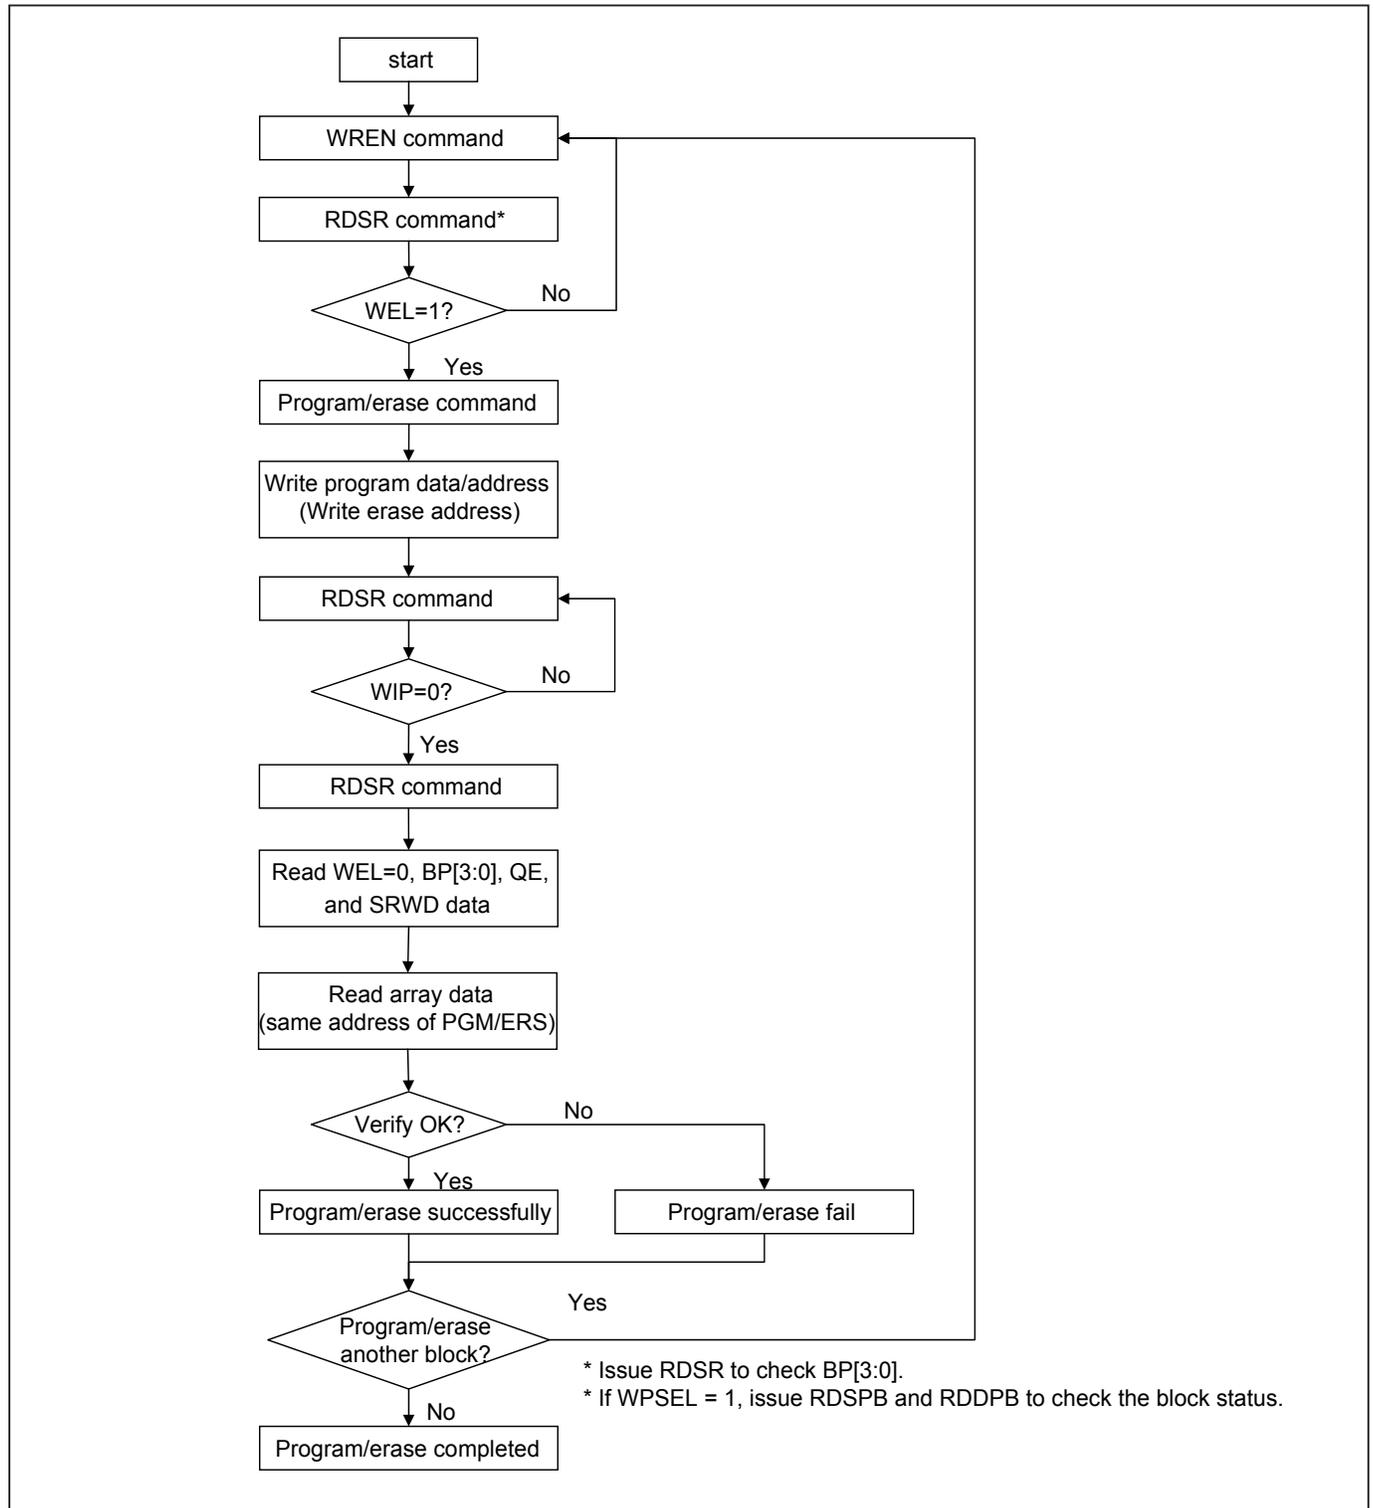 start
WREN command
RDSR command*
WEL=1?
No
Yes
Program/erase command
Write program data/address
(Write erase address)
RDSR command
WIP=0?
No
Yes
RDSR command
Read WEL=0, BP[3:0], QE,
and SRWD data
Read array data
(same address of PGM/ERS)
Verify OK?
No
Yes
Program/erase successfully
Program/erase fail
Yes
Program/erase
another block?
* Issue RDSR to check BP[3:0].
* If WPSEL = 1, issue RDSPB and RDDPB to check the block status.
No
Program/erase completed